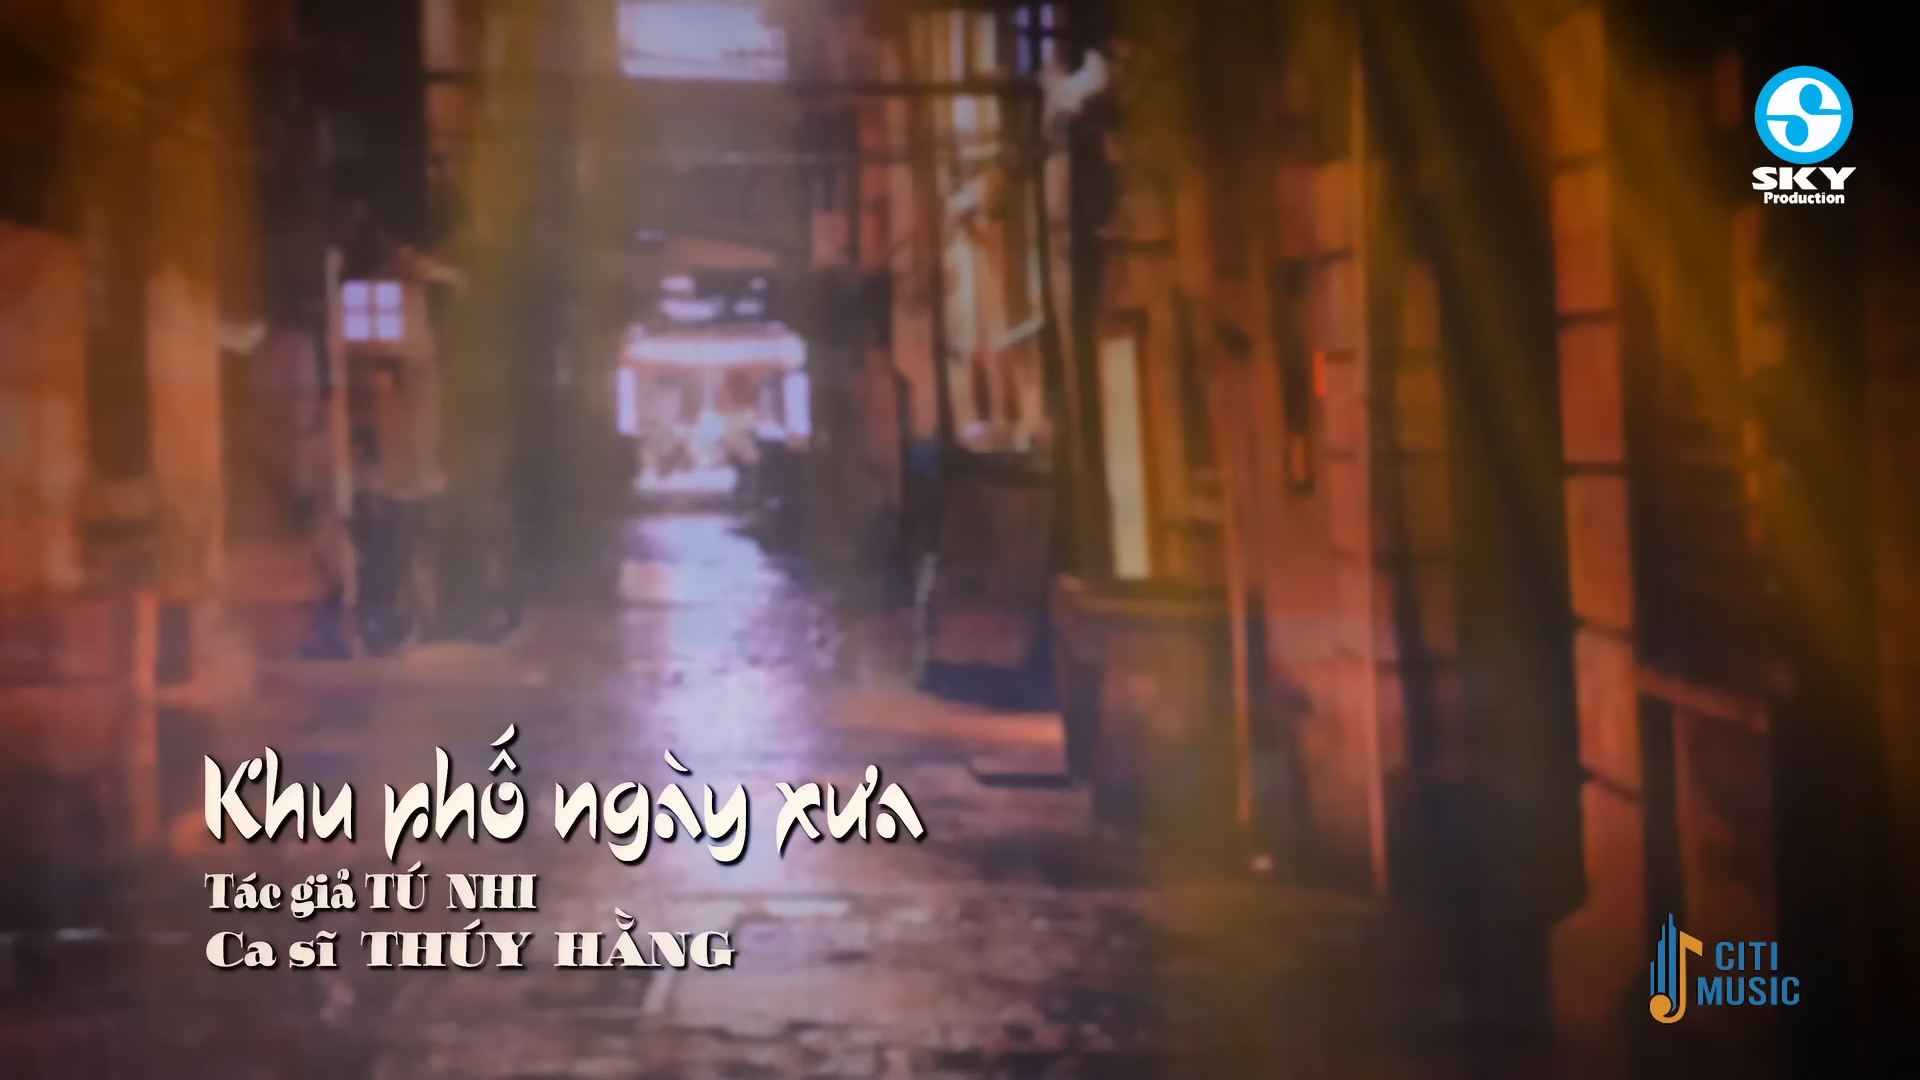 SKY
Production
Khu phố ngày xưa
Tác giả TÚ NHI
Ca sĩ THÚY HẰNG
CITI
MUSIC